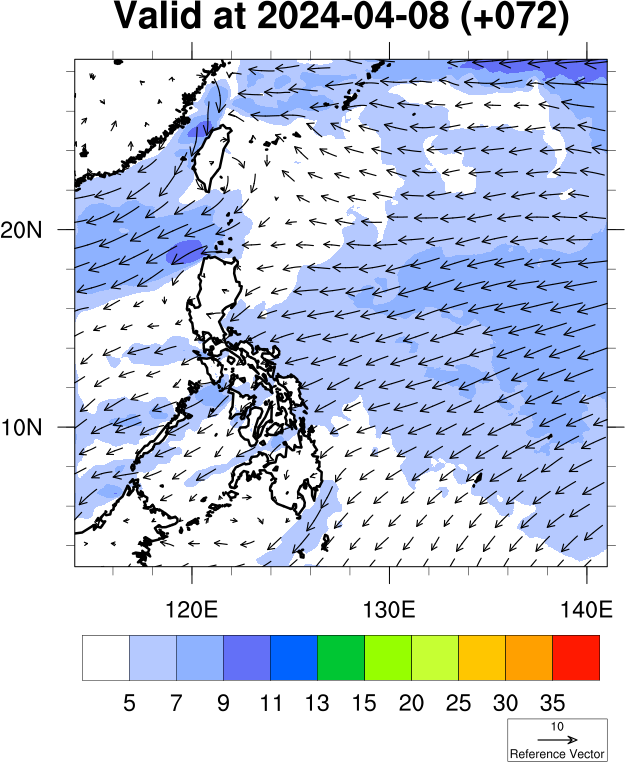 Valid at 2024-04-08 (+072)
20N
10N
120E 130E 140E
5 7 9 11 13 15 20 25 30 35
10
Reference Vector